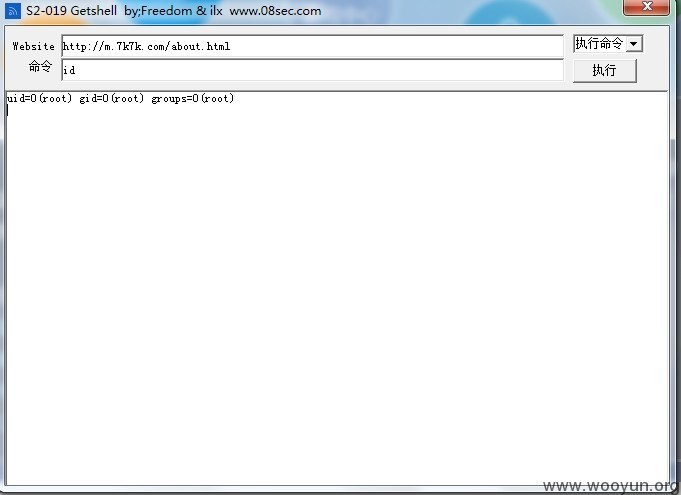 S2-019 Getshell by;Freedom & ilx www.08sec.com
Website http://m.7k7k.com/about.html 执行命令
命令 id 执行
uid=0(root) gid=0(root) groups=0(root)
www.wooyun.org